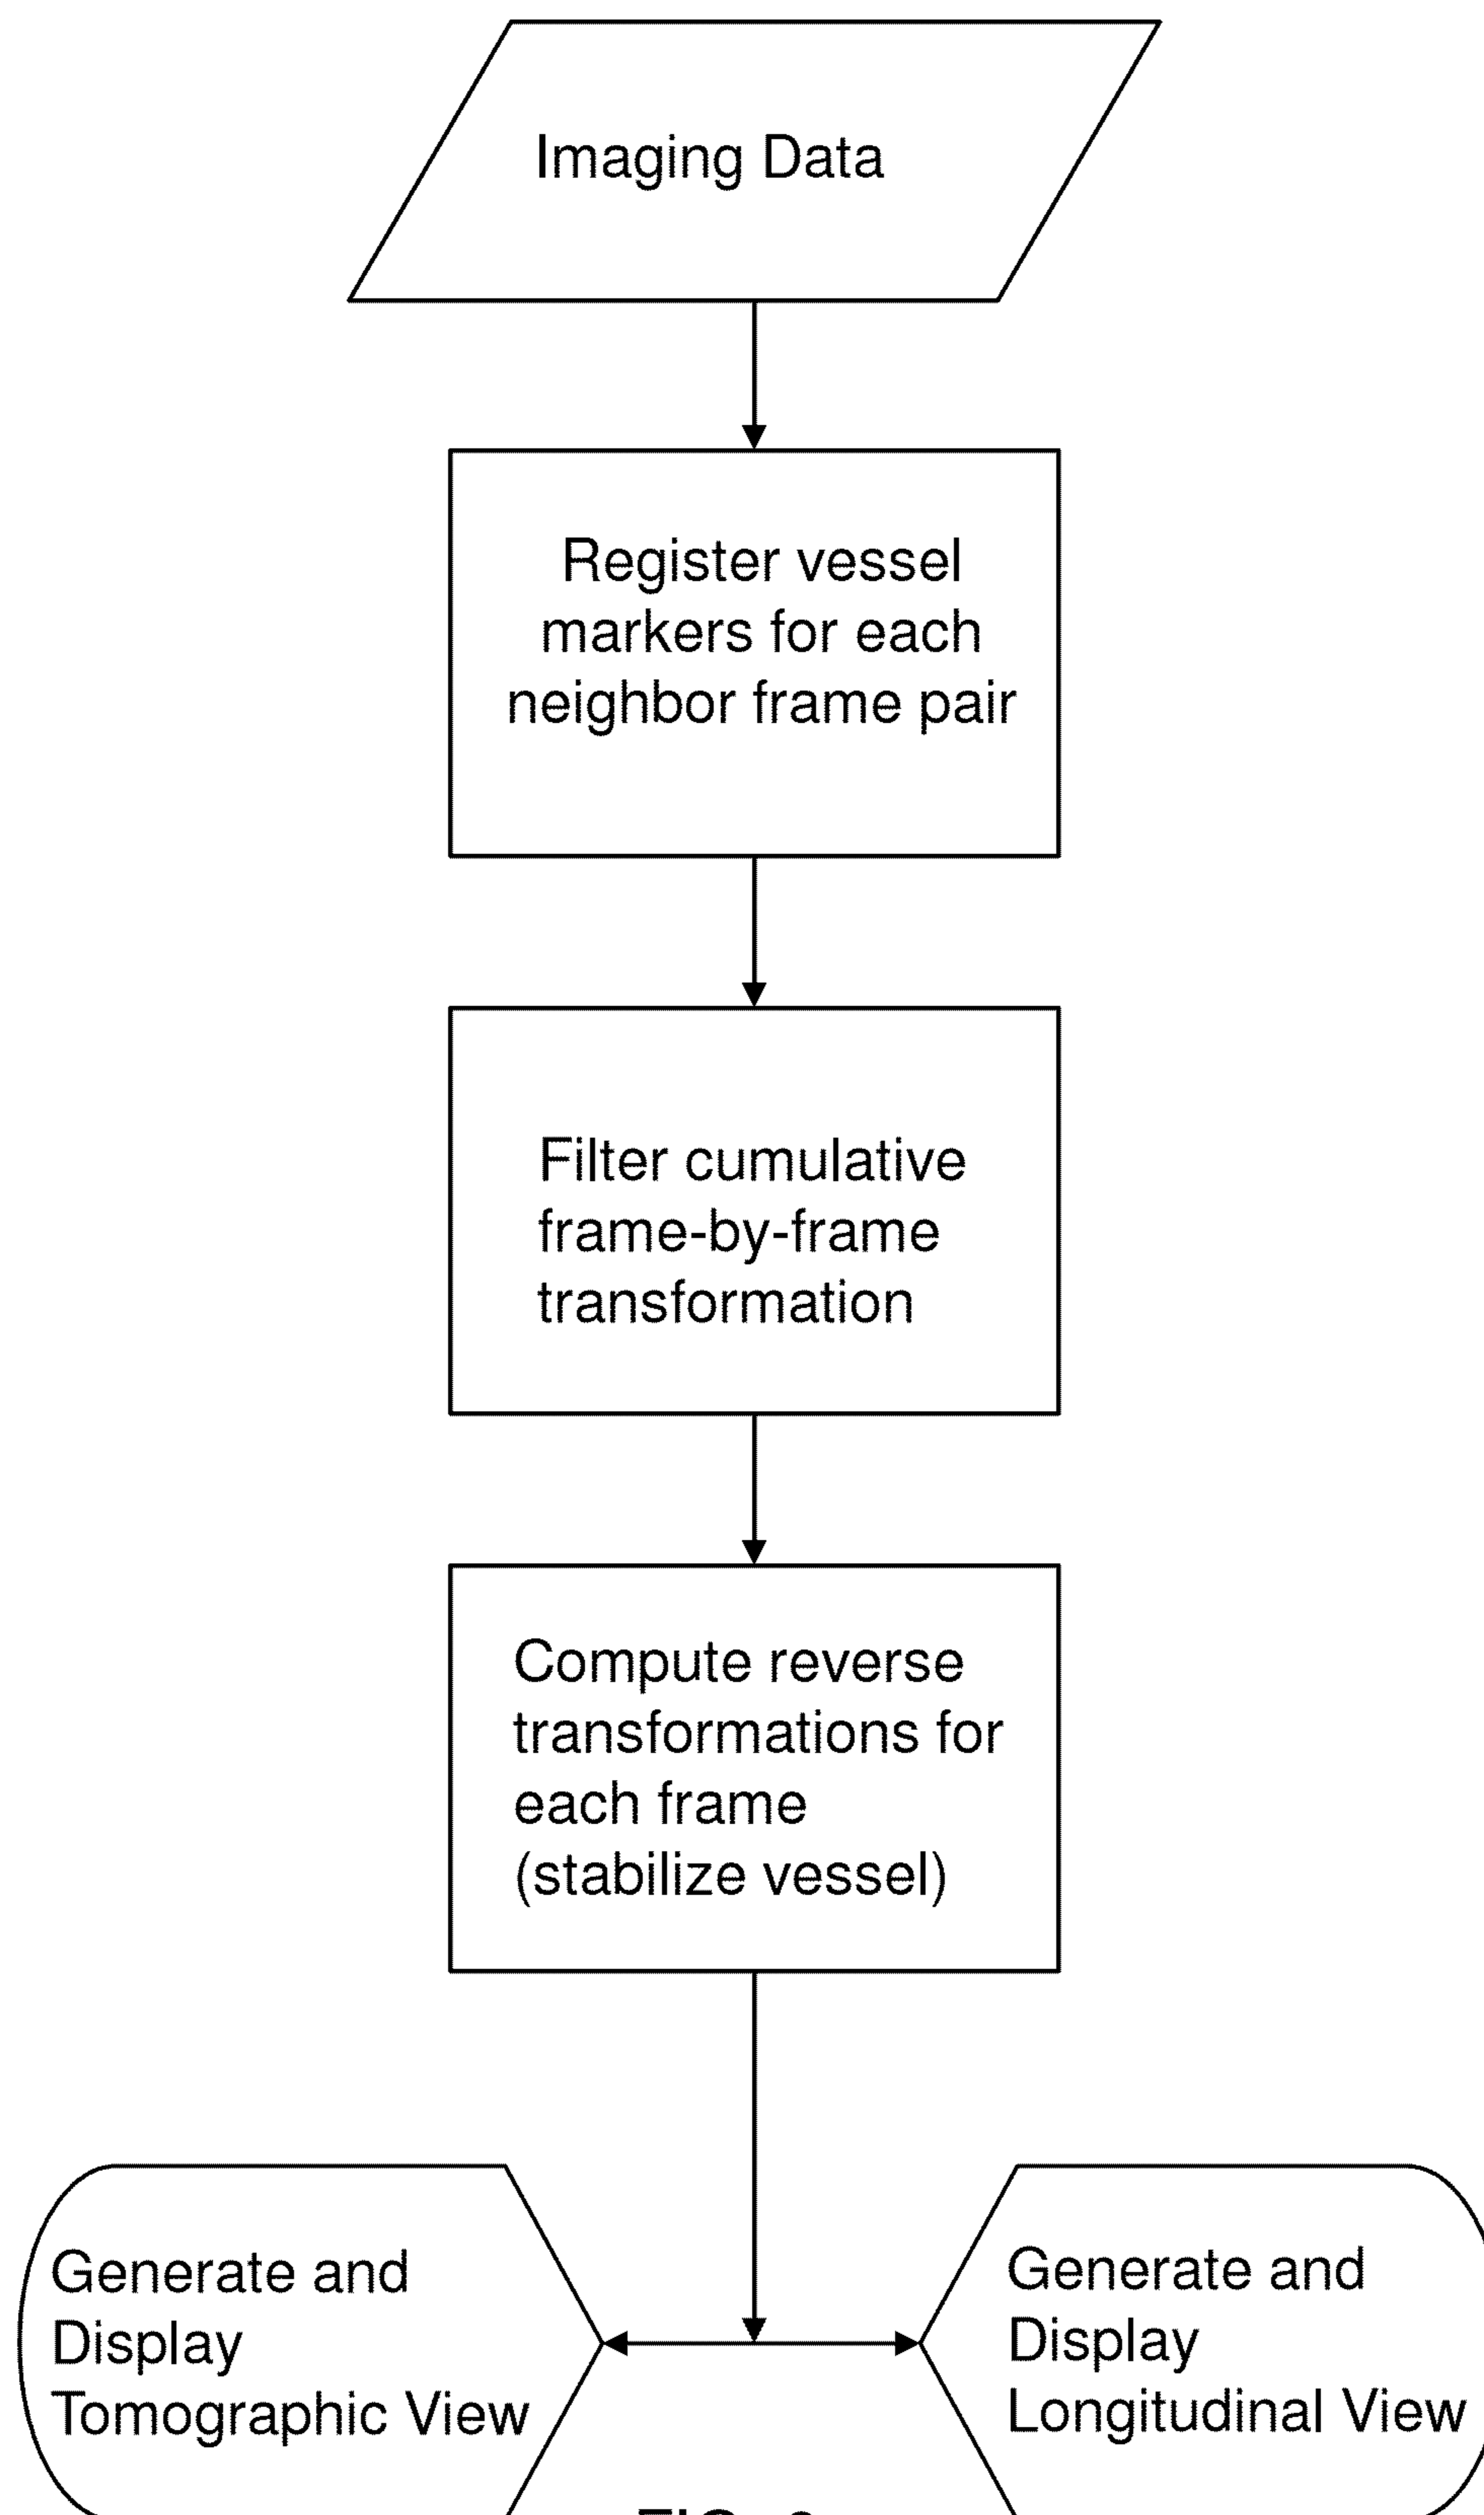 Imaging Data
Register vessel
markers for each
neighbor frame pair
Filter cumulative
frame-by-frame
transformation
Compute reverse
transformations for
each frame
(stabilize vessel)
Generate and
Display
Tomographic View
Generate and
Display
Longitudinal View